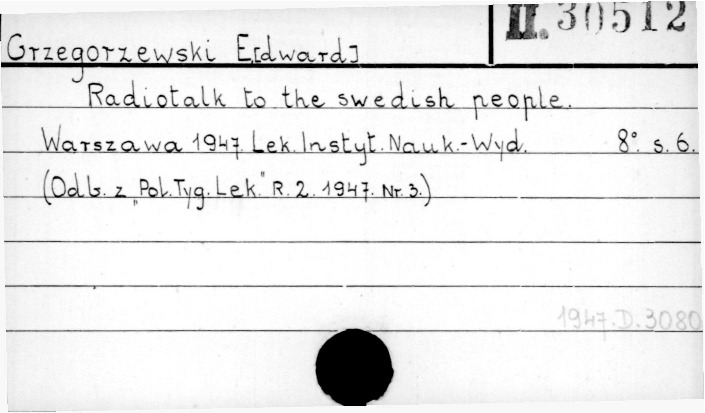 II. 30512
Grzegorzewski E[dward]
Radiotalk to the swedish people.
Warszawa 1947. Lek. Instyt. Nauk.-Wyd. 8°. s. 6.
(Odb. z „Pol. Tyg. Lek." R. 2. 1947. Nr. 3.)
1947.D.3080